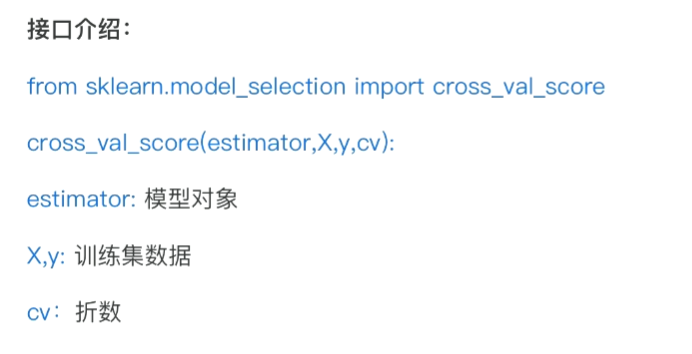 接口介绍：
from sklearn.model_selection import cross_val_score
cross_val_score(estimator,X,y,cv):
estimator: 模型对象
X,y: 训练集数据
cv：折数